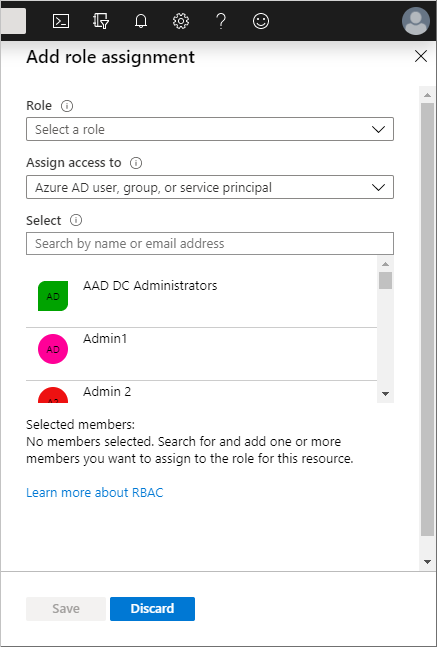 Add role assignment
Role
Select a role
Assign access to
Azure AD user, group, or service principal
Select
Search by name or email address
AD
AAD DC Administrators
AD
Admin1
Admin 2
Selected members:
No members selected. Search for and add one or more
members you want to assign to the role for this resource.
Learn more about RBAC
Save
Discard